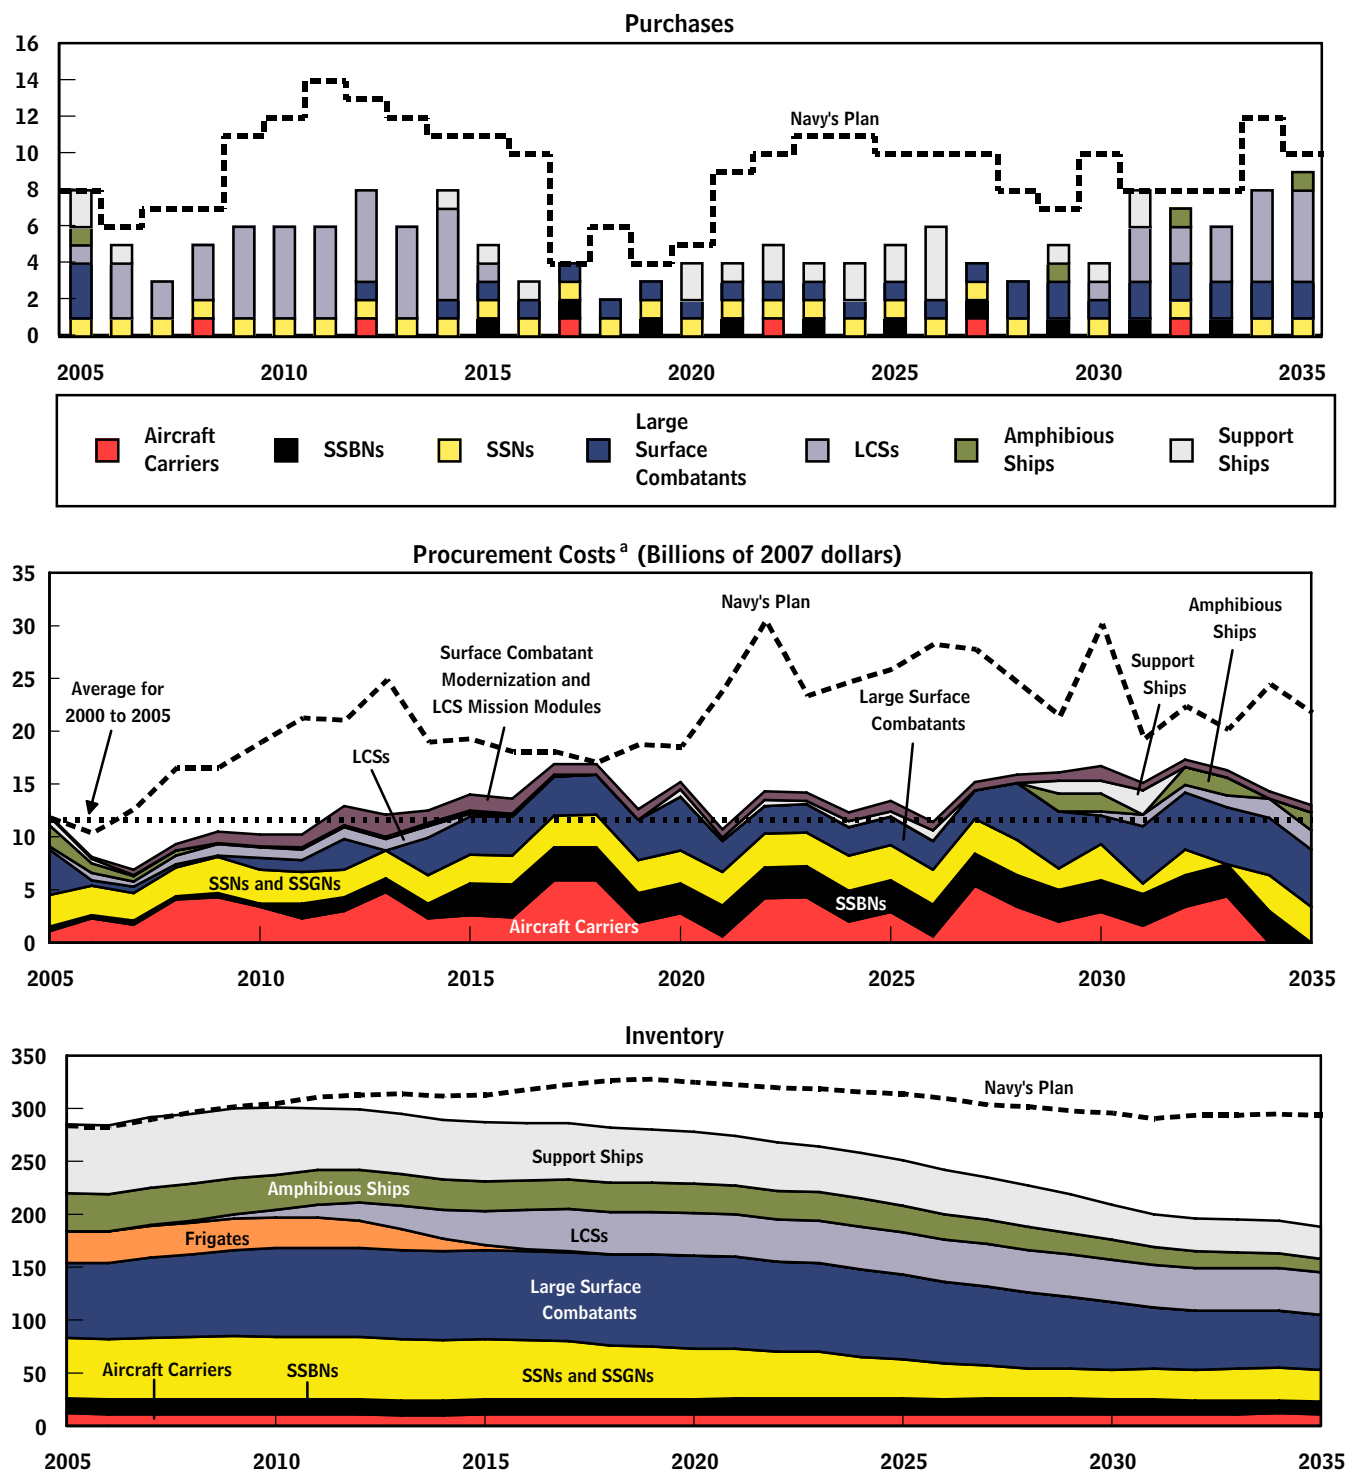 Purchases
16
14
12
10
8
6
4
2
0
Navy's Plan
2005 2010 2015 2020 2025 2030 2035
Aircraft
Carriers
SSBNs
SSNs
Large
Surface
Combatants
LCSs
Amphibious
Ships
Support
Ships
Procurement Costs a (Billions of 2007 dollars)
35
30
25
20
15
10
5
0
Average for
2000 to 2005
LCSs
Surface Combatant
Modernization and
LCS Mission Modules
Navy's Plan
Large Surface
Combatants
Support
Ships
Amphibious
Ships
SSNs and SSGNs
SSBNs
Aircraft Carriers
2005 2010 2015 2020 2025 2030 2035
Inventory
350
300
250
200
150
100
50
0
Navy's Plan
Support Ships
Amphibious Ships
LCSs
Frigates
Large Surface
Combatants
Aircraft Carriers
SSBNs
SSNs and SSGNs
2005 2010 2015 2020 2025 2030 2035